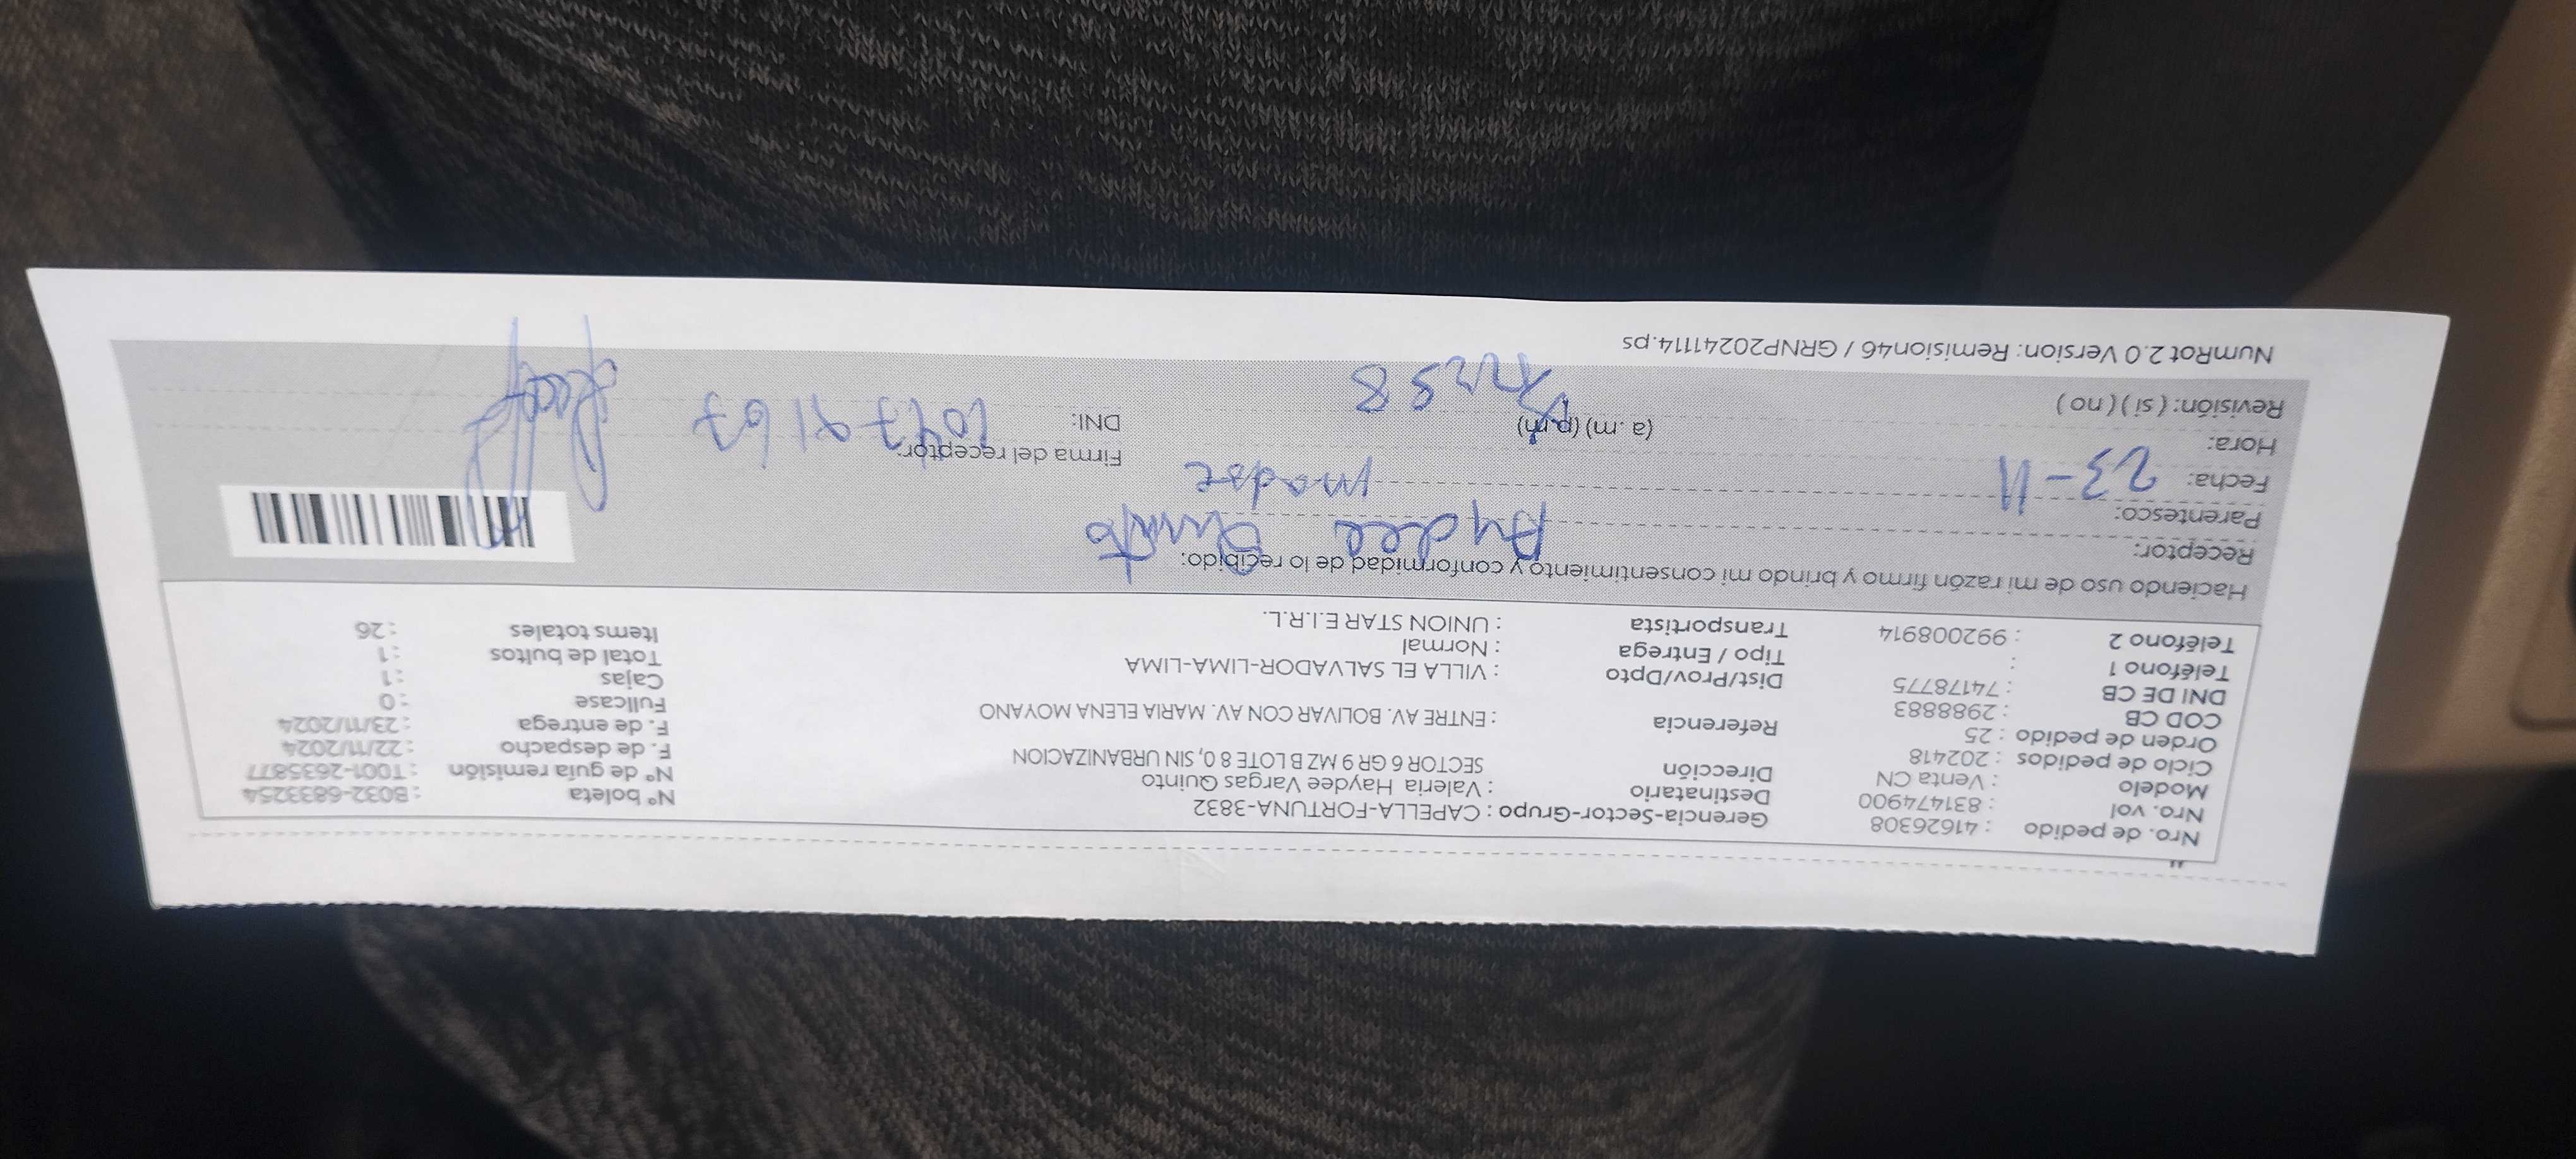 Nro. de pedido : 41626308 Gerencia-Sector-Grupo : CAPELLA-FORTUNA-3832 N° boleta : B032-6833254
Nro. vol : 831474900 Destinatario : Valeria Haydee Vargas Quinto N° de guía remisión : T001-2635877
Modelo : Venta CN Dirección SECTOR 6 GR 9 MZ B LOTE 8 0, SIN URBANIZACION F. de despacho : 22/11/2024
Ciclo de pedidos : 202418 Referencia : ENTRE AV. BOLIVAR CON AV. MARIA ELENA MOYANO F. de entrega : 23/11/2024
Orden de pedido : 25 Fullcase : 0
COD CB : 2988883 Dist/Prov/Dpto : VILLA EL SALVADOR-LIMA-LIMA Cajas : 1
DNI DE CB : 74178775 Tipo / Entrega : Normal Total de bultos : 1
Teléfono 1 : Transportista : UNION STAR E.I.R.L. Items totales : 26
Teléfono 2 : 992008914
Haciendo uso de mi razón firmo y brindo mi consentimiento y conformidad de lo recibido:
Receptor: Aydee Quinto
Parentesco: madre
Fecha: 23-11 Firma del receptor:
Hora: (a. m) (p.m) DNI:
Revisión: ( si ) ( no )
NumRot 2.0 Version: Remision46 / GRNP20241114.ps